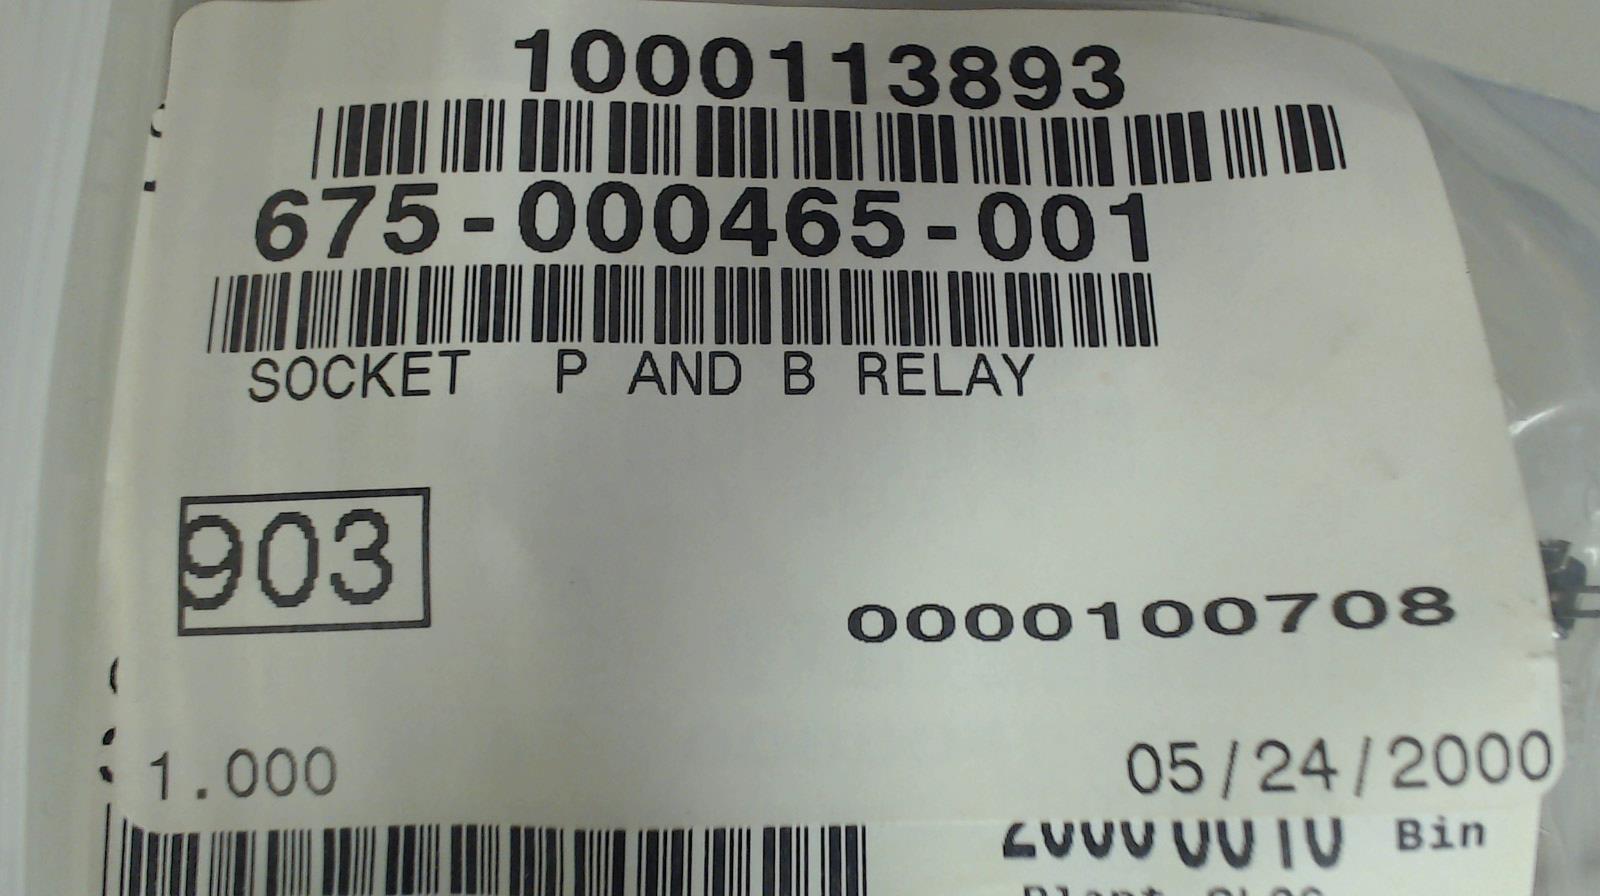 1000113893
675-000465-001
SOCKET P AND B RELAY
903
0000100708
1.000 05/24/2000
Bin